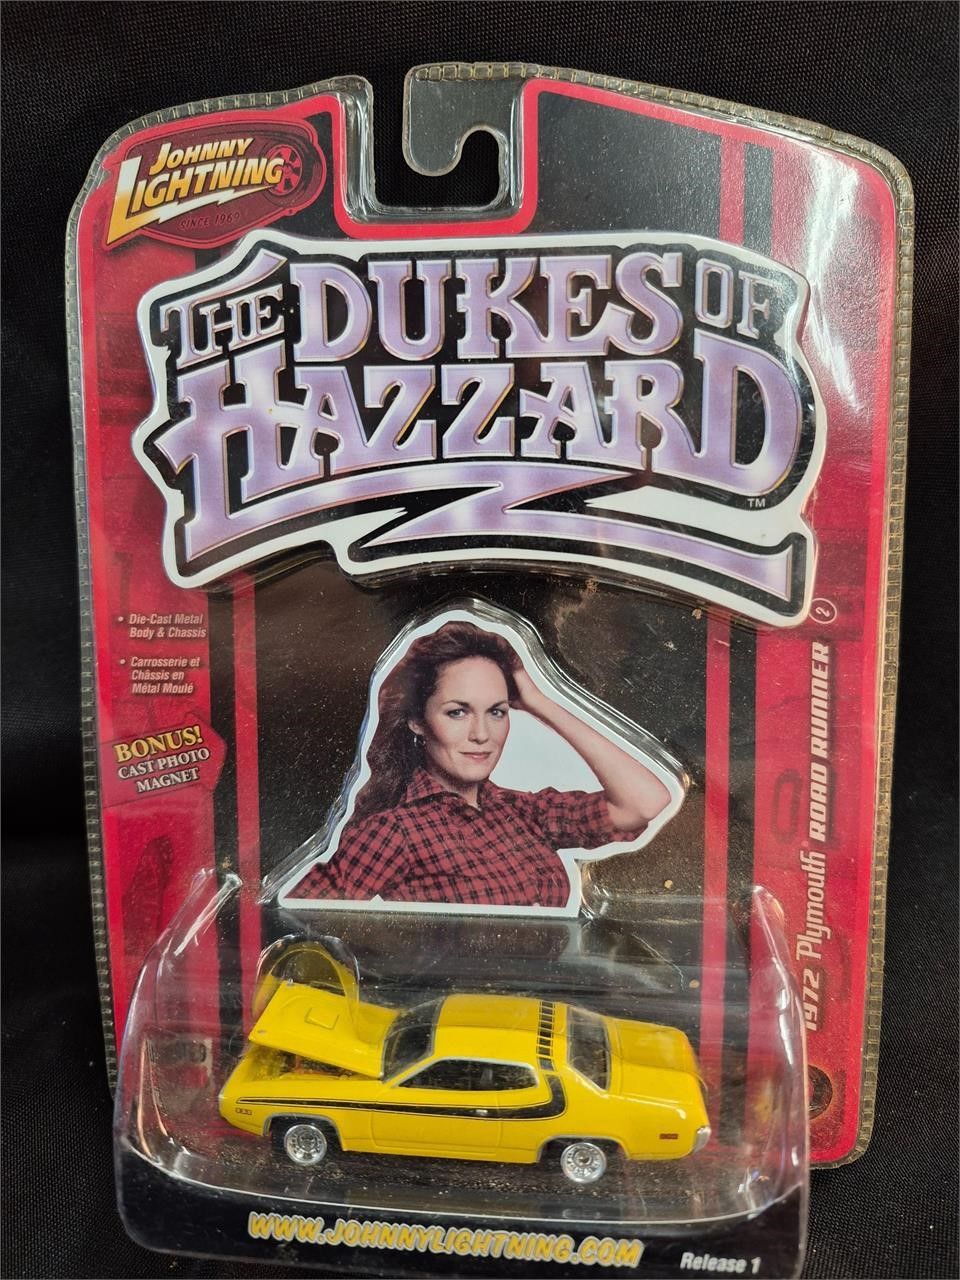 JOHNNY
LIGHTNING
SINCE 1969
THE DUKES OF
HAZZARD
TM
• Die-Cast Metal
Body & Chassis
• Carrosserie et
Châssis en
Métal Moulé
BONUS!
CAST PHOTO
MAGNET
1972 Plymouth ROAD RUNNER 2
WWW.JOHNNYLIGHTNING.COM
Release 1